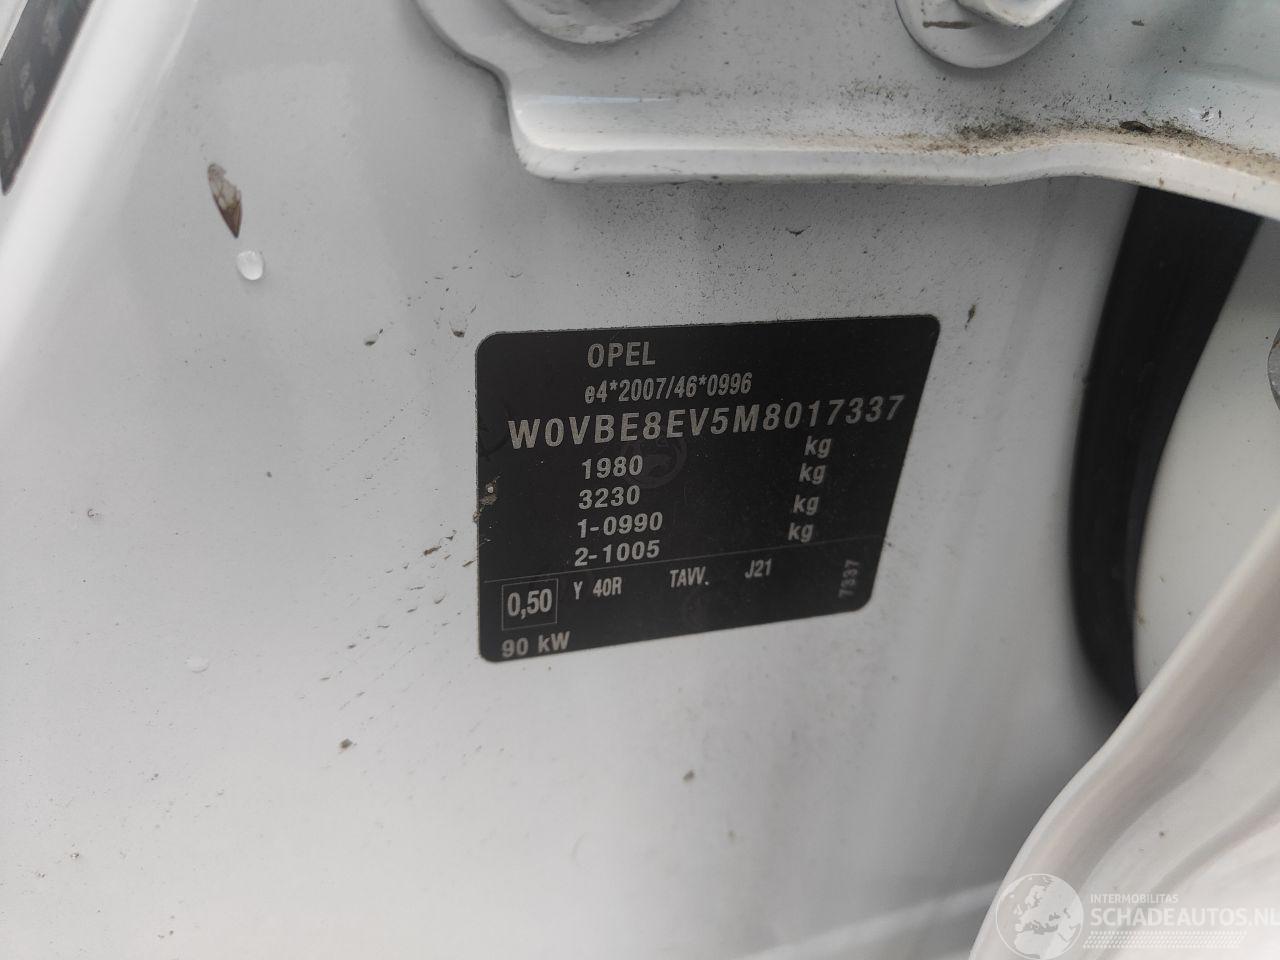 OPEL
e4*2007/46*0996
W0VBE8EV5M8017337
1980 kg
3230 kg
1-0990 kg
2-1005 kg
0,50 Y 40R TAVV. J21 7337
90 kW
INTERMOBILITAS
SCHADEAUTOS.NL